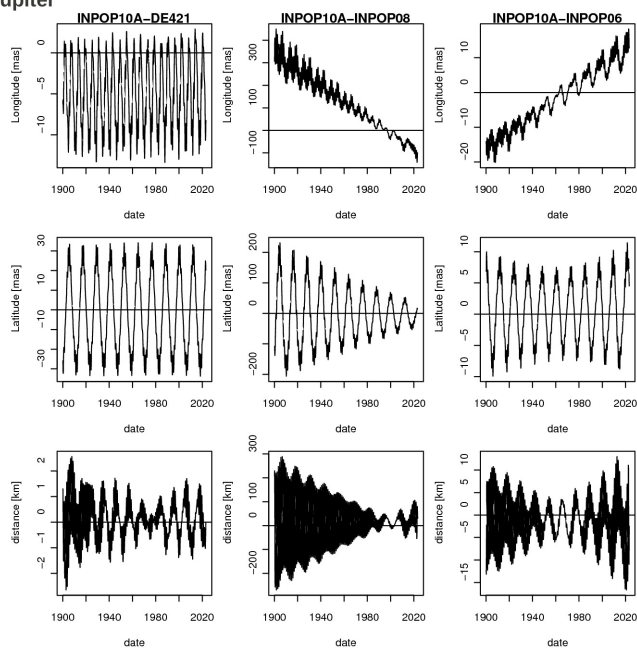 upiter
INPOP10A−DE421 INPOP10A−INPOP08 INPOP10A−INPOP06
Longitude [mas] 0 −5 −10
Longitude [mas] 300 100 −100
Longitude [mas] 10 0 −10 −20
1900 1940 1980 2020 1900 1940 1980 2020 1900 1940 1980 2020
date date date
Latitude [mas] 30 10 −10 −30
Latitude [mas] 200 100 0 −200
Latitude [mas] 10 5 0 −5 −10
1900 1940 1980 2020 1900 1940 1980 2020 1900 1940 1980 2020
date date date
distance [km] 2 1 0 −1 −2
distance [km] 300 100 0 −200
distance [km] 10 5 0 −5 −15
1900 1940 1980 2020 1900 1940 1980 2020 1900 1940 1980 2020
date date date